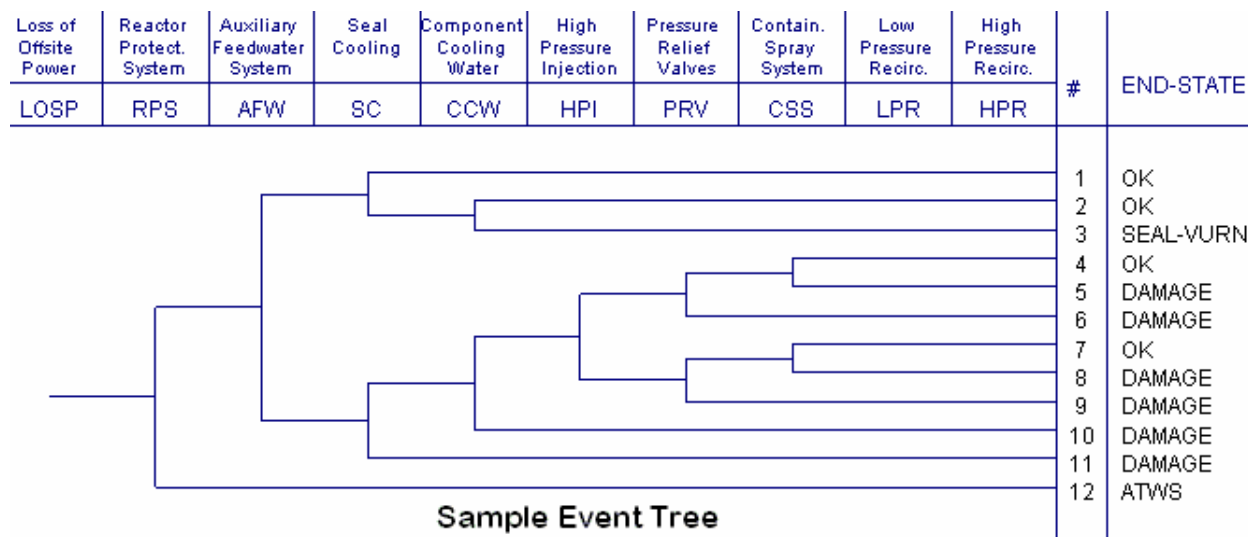 Loss of Offsite Power
Reactor Protect. System
Auxiliary Feedwater System
Seal Cooling
Component Cooling Water
High Pressure Injection
Pressure Relief Valves
Contain. Spray System
Low Pressure Recirc.
High Pressure Recirc.
# END-STATE
LOSP RPS AFW SC CCW HPI PRV CSS LPR HPR
1 OK
2 OK
3 SEAL-VURN
4 OK
5 DAMAGE
6 DAMAGE
7 OK
8 DAMAGE
9 DAMAGE
10 DAMAGE
11 DAMAGE
12 ATWS
Sample Event Tree